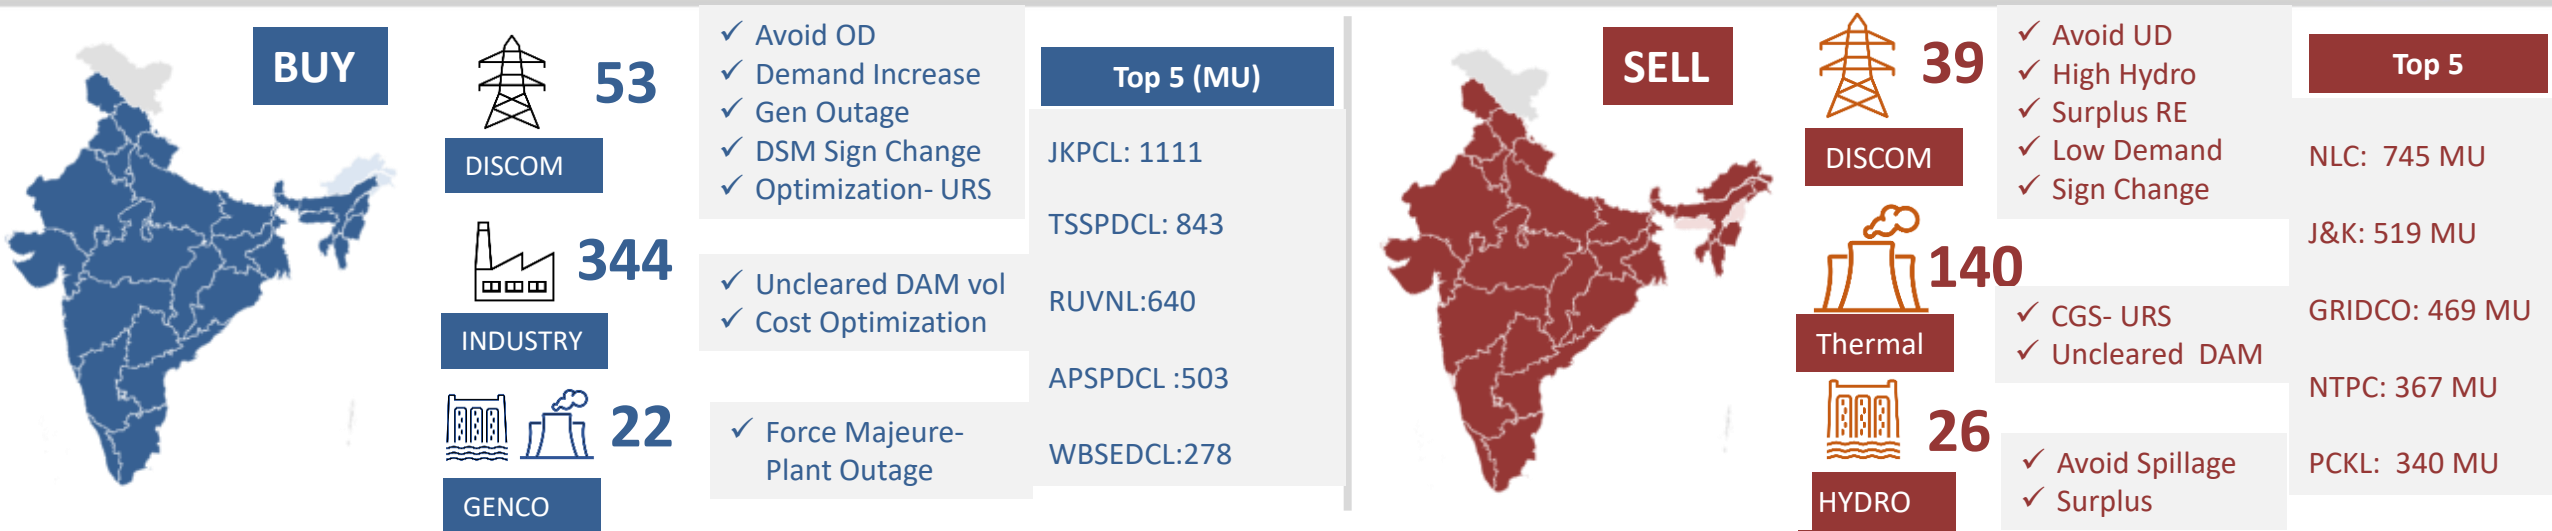 BUY
53
DISCOM
✓ Avoid OD
✓ Demand Increase
✓ Gen Outage
✓ DSM Sign Change
✓ Optimization- URS
344
INDUSTRY
✓ Uncleared DAM vol
✓ Cost Optimization
22
GENCO
✓ Force Majeure-
Plant Outage
Top 5 (MU)
JKPCL: 1111
TSSPDCL: 843
RUVNL:640
APSPDCL :503
WBSEDCL:278
SELL
39
DISCOM
✓ Avoid UD
✓ High Hydro
✓ Surplus RE
✓ Low Demand
✓ Sign Change
140
Thermal
✓ CGS- URS
✓ Uncleared DAM
26
HYDRO
✓ Avoid Spillage
✓ Surplus
Top 5
NLC: 745 MU
J&K: 519 MU
GRIDCO: 469 MU
NTPC: 367 MU
PCKL: 340 MU